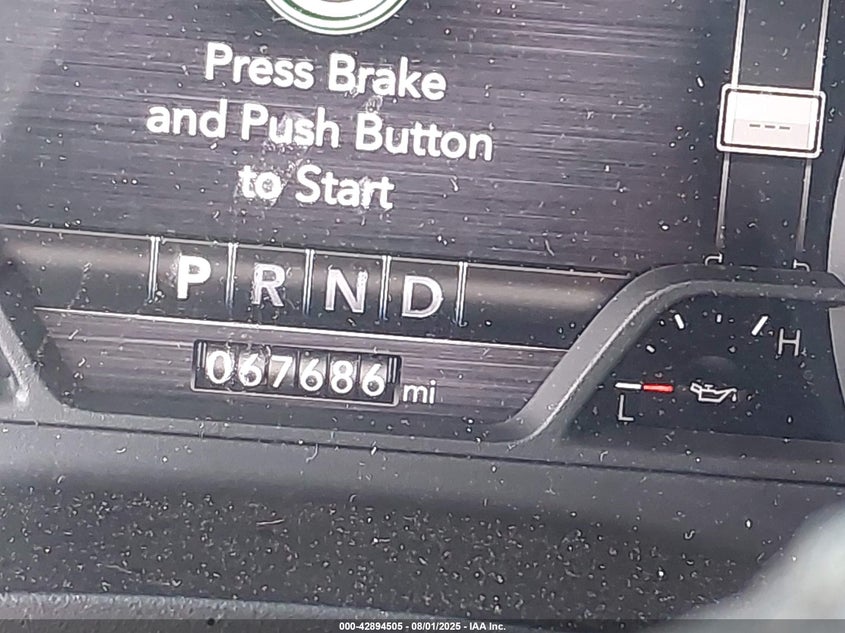 Press Brake
and Push Button
to Start
---
P R N D
H
067686 mi
L
000-42894505 - 08/01/2025 - IAA Inc.